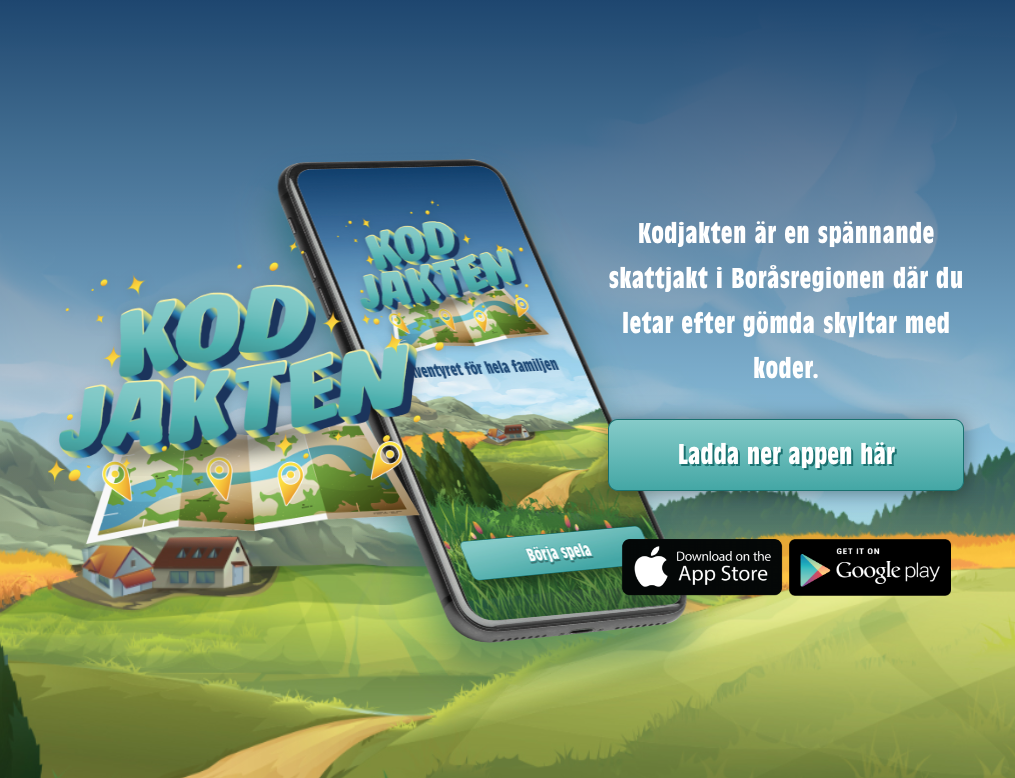 KOD
JAKTEN
KOD
JAKTEN
ventyret för hela familjen
Börja spela
Kodjakten är en spännande
skattjakt i Boråsregionen där du
letar efter gömda skyltar med
koder.
Ladda ner appen här
Download on the
App Store
GET IT ON
Google play